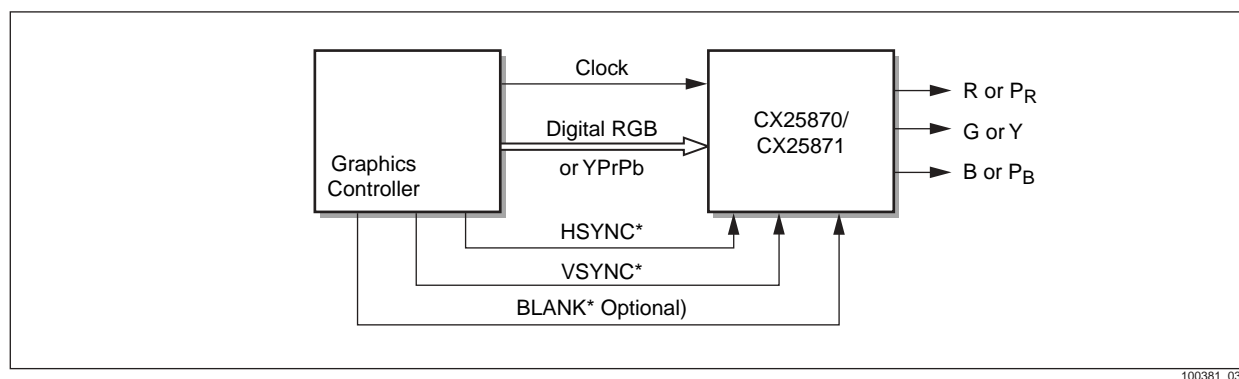 Clock
Digital RGB
or YPrPb
Graphics
Controller
CX25870/
CX25871
R or PR
G or Y
B or PB
HSYNC*
VSYNC*
BLANK* Optional)